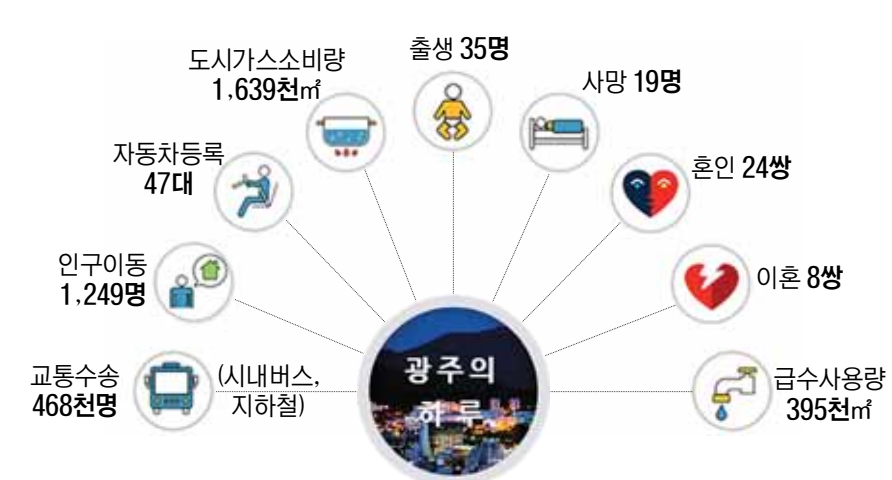 출생 35명
도시가스소비량
1,639천㎥
사망 19명
자동차등록
47대
혼인 24쌍
인구이동
1,249명
이혼 8쌍
교통수송
468천명
(시내버스,
지하철)
광주의
하루
급수사용량
395천㎥